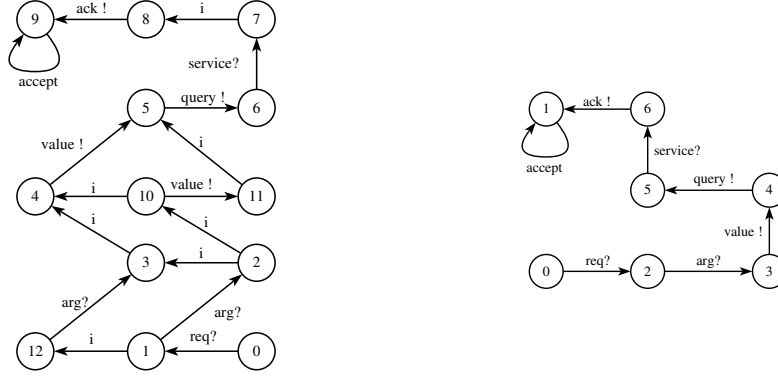 9 ack ! 8 i 7
accept
service?
5 query ! 6
value ! i
4 i 10 value ! 11
i i
3 i 2
arg? arg?
12 i 1 req? 0
1 ack ! 6
accept
service?
5 query ! 4
value !
0 req? 2 arg? 3